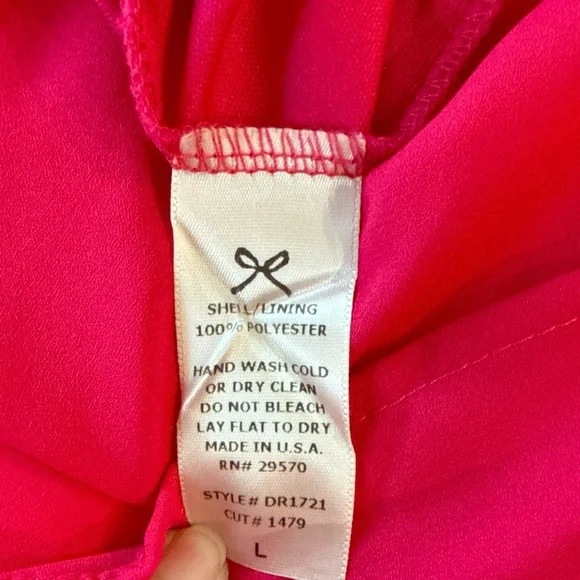 SHELL/LINING
100% POLYESTER
HAND WASH COLD
OR DRY CLEAN
DO NOT BLEACH
LAY FLAT TO DRY
MADE IN U.S.A.
RN# 29570
STYLE# DR1721
CUT# 1479
L